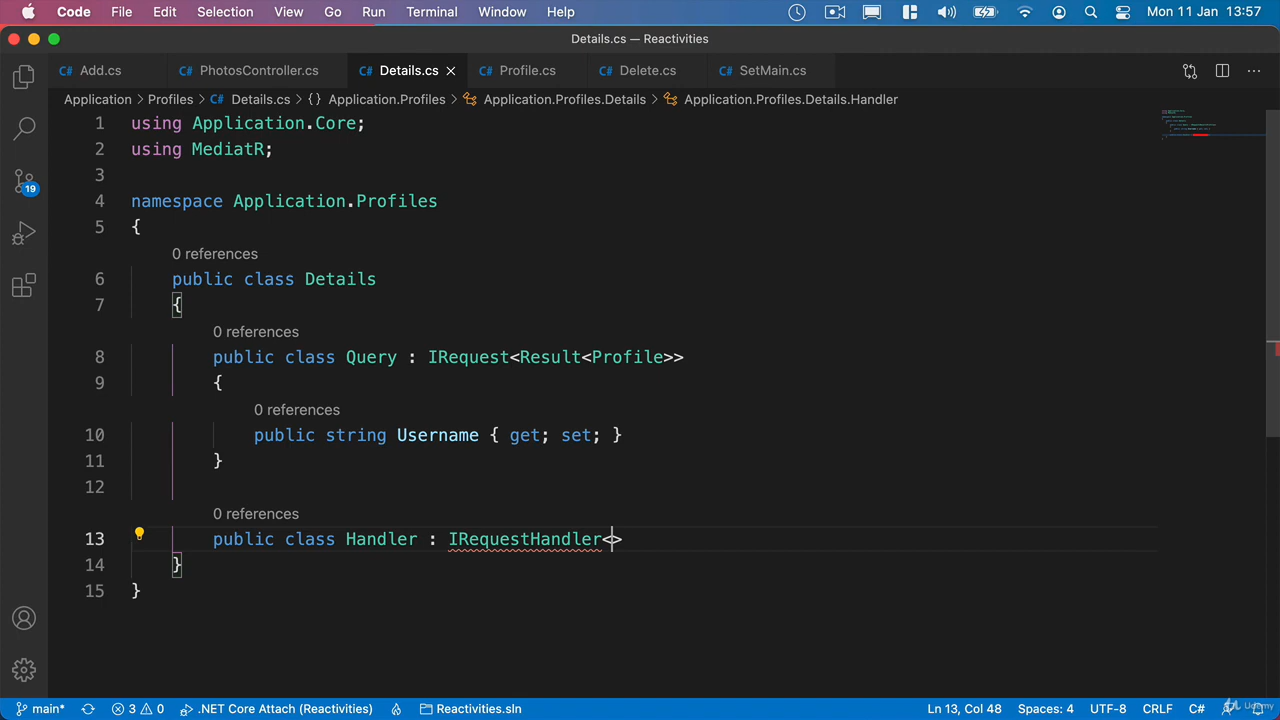 Code File Edit Selection View Go Run Terminal Window Help Mon 11 Jan 13:57
Details.cs — Reactivities
C# Add.cs C# PhotosController.cs C# Details.cs C# Profile.cs C# Delete.cs C# SetMain.cs
Application > Profiles > C# Details.cs > {} Application.Profiles > Application.Profiles.Details > Application.Profiles.Details.Handler
1 using Application.Core;
2 using MediatR;
3
4 namespace Application.Profiles
5 {
0 references
6 public class Details
7 {
0 references
8 public class Query : IRequest<Result<Profile>>
9 {
0 references
10 public string Username { get; set; }
11 }
12
0 references
13 public class Handler : IRequestHandler<>
14 }
15 }
19
main* 3 0 .NET Core Attach (Reactivities) Reactivities.sln Ln 13, Col 48 Spaces: 4 UTF-8 CRLF C#
Udemy